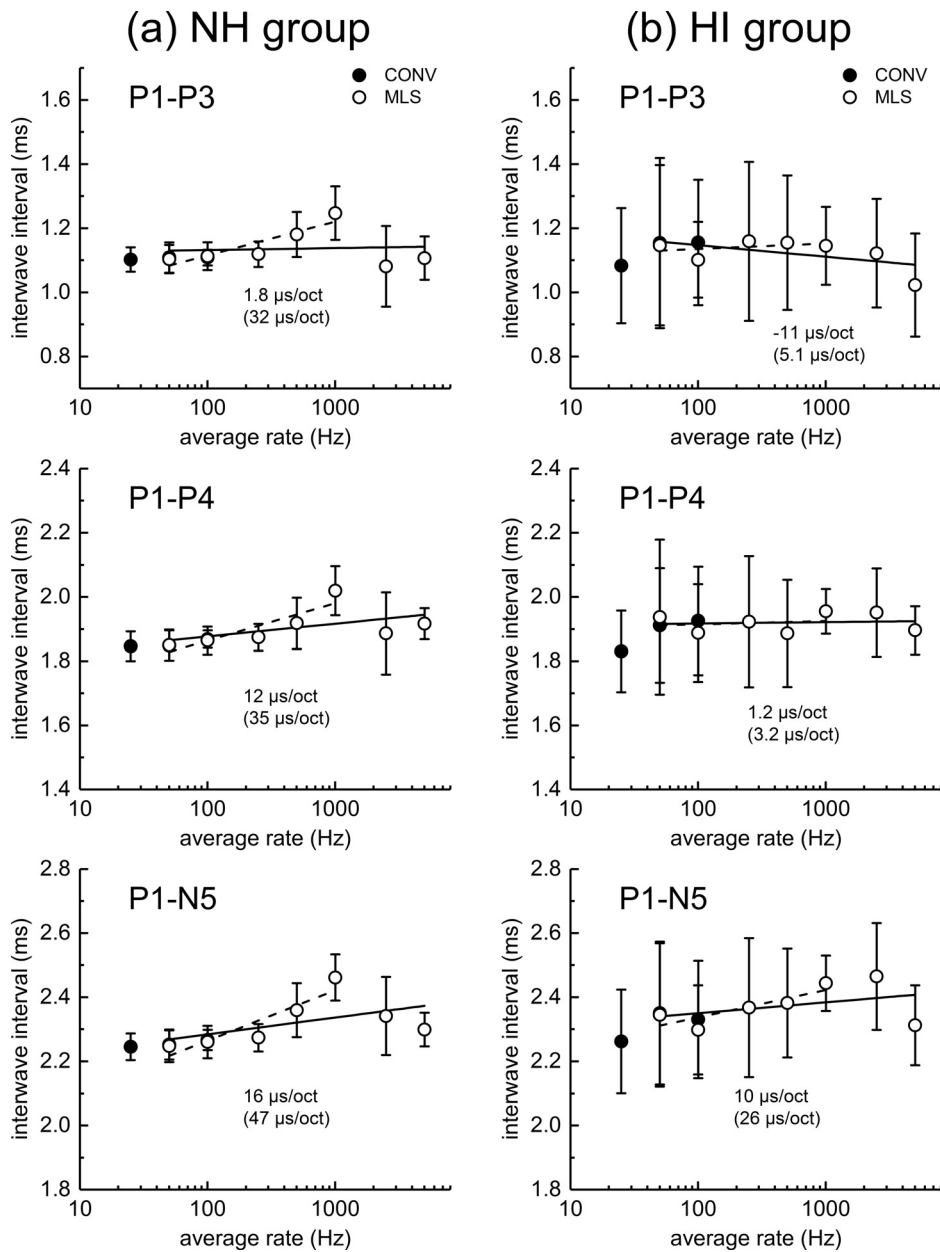 (a) NH group
(b) HI group
P1-P3
CONV
MLS
interwave interval (ms)
1.6
1.4
1.2
1.0
0.8
1.8 µs/oct
(32 µs/oct)
10
100
1000
average rate (Hz)
P1-P3
CONV
MLS
interwave interval (ms)
1.6
1.4
1.2
1.0
0.8
-11 µs/oct
(5.1 µs/oct)
10
100
1000
average rate (Hz)
P1-P4
interwave interval (ms)
2.4
2.2
2.0
1.8
1.6
1.4
12 µs/oct
(35 µs/oct)
10
100
1000
average rate (Hz)
P1-P4
interwave interval (ms)
2.4
2.2
2.0
1.8
1.6
1.4
1.2 µs/oct
(3.2 µs/oct)
10
100
1000
average rate (Hz)
P1-N5
interwave interval (ms)
2.8
2.6
2.4
2.2
2.0
1.8
16 µs/oct
(47 µs/oct)
10
100
1000
average rate (Hz)
P1-N5
interwave interval (ms)
2.8
2.6
2.4
2.2
2.0
1.8
10 µs/oct
(26 µs/oct)
10
100
1000
average rate (Hz)